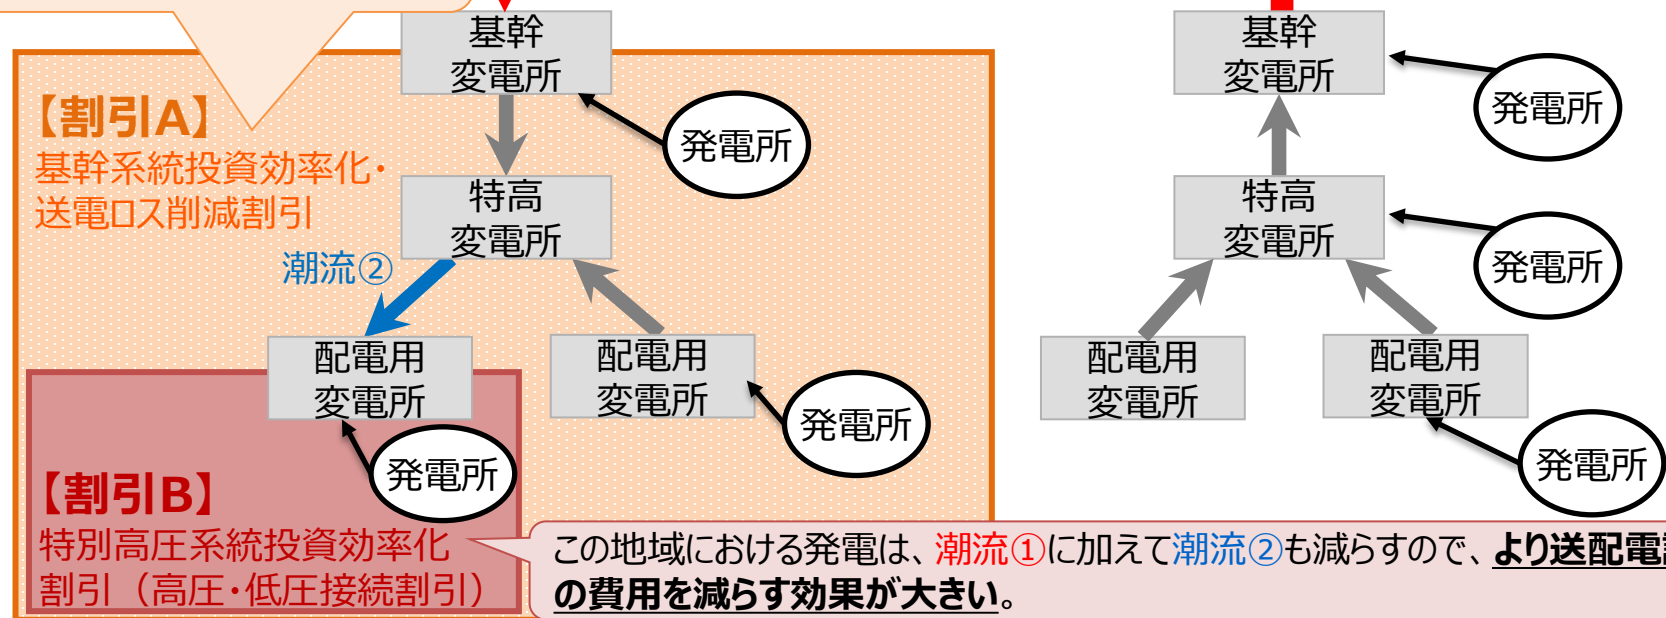 基幹
変電所
発電所
【割引A】
基幹系統投資効率化・
送電ロス削減割引
特高
変電所
潮流②
配電用
変電所
配電用
変電所
発電所
発電所
【割引B】
特別高圧系統投資効率化
割引（高圧・低圧接続割引）
基幹
変電所
発電所
特高
変電所
発電所
配電用
変電所
配電用
変電所
発電所
この地域における発電は、潮流①に加えて潮流②も減らすので、より送配電
の費用を減らす効果が大きい。